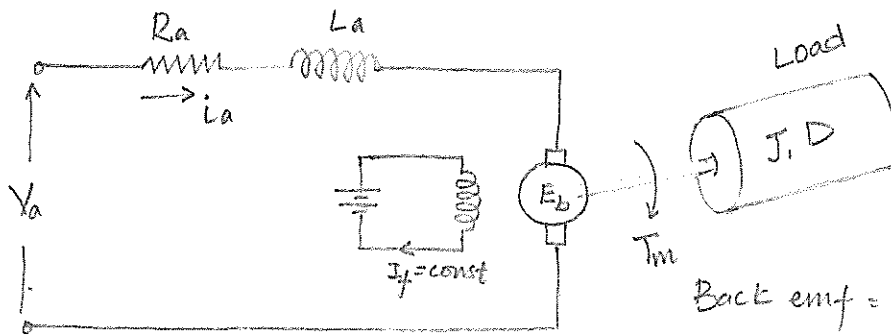 Ra
La
ia
Va
Eb
If = const
Tm
Load
J, D
Back emf =